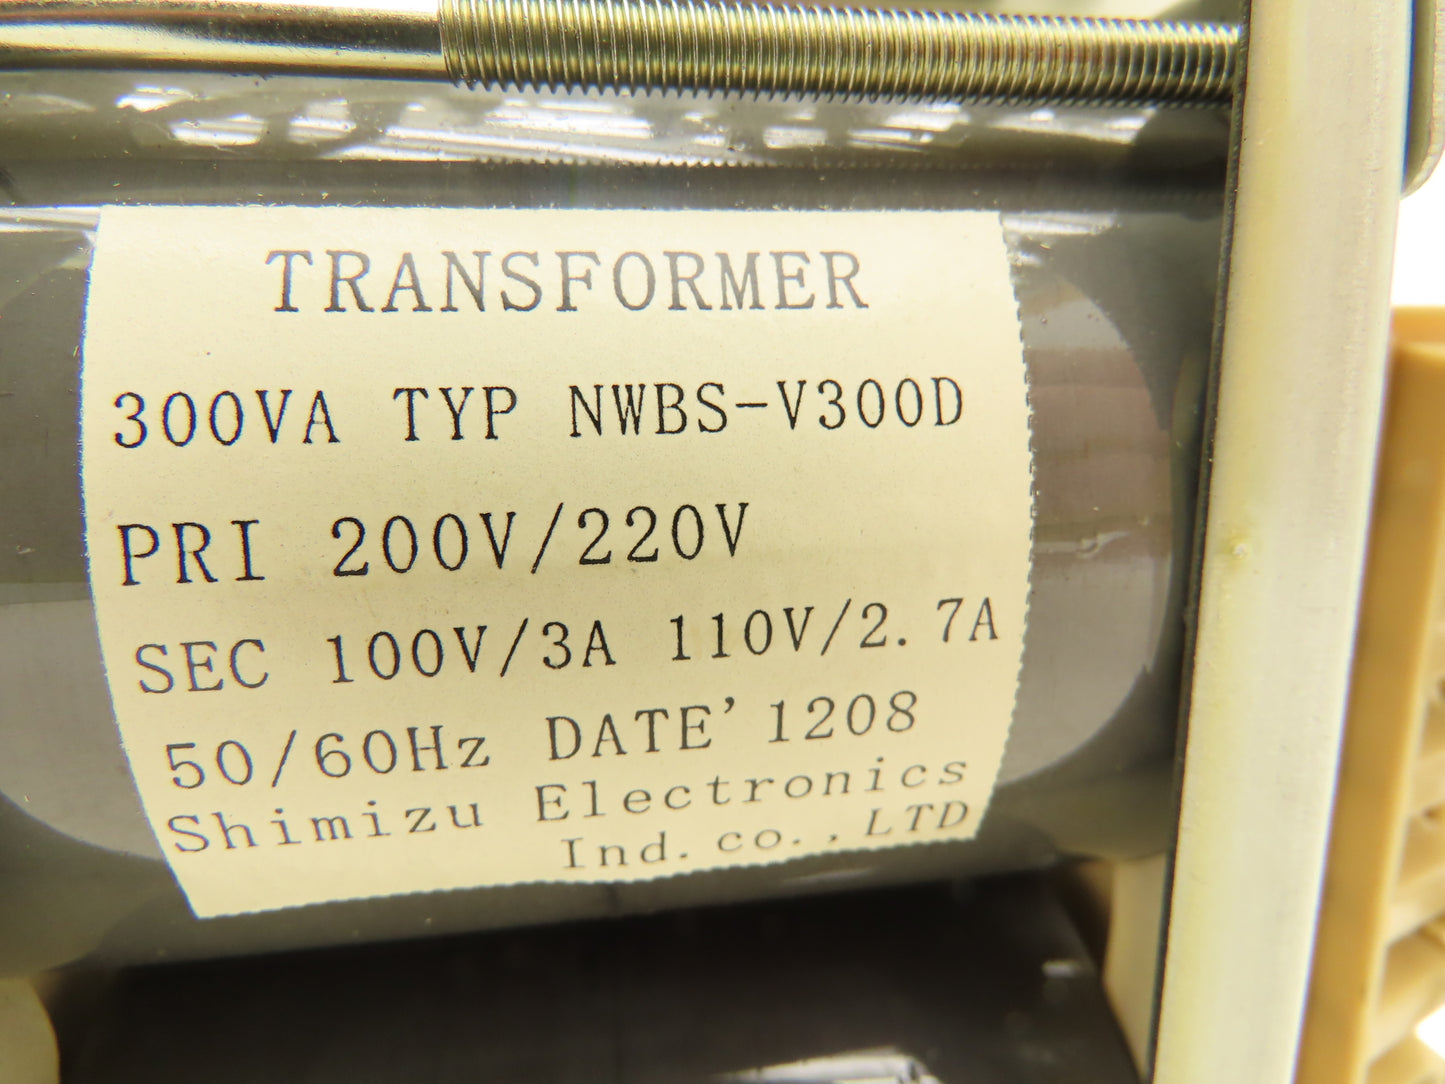 TRANSFORMER
300VA TYP NWBS-V300D
PRI 200V/220V
SEC 100V/3A 110V/2.7A
50/60Hz DATE'1208
Shimizu Electronics
Ind.co.,LTD